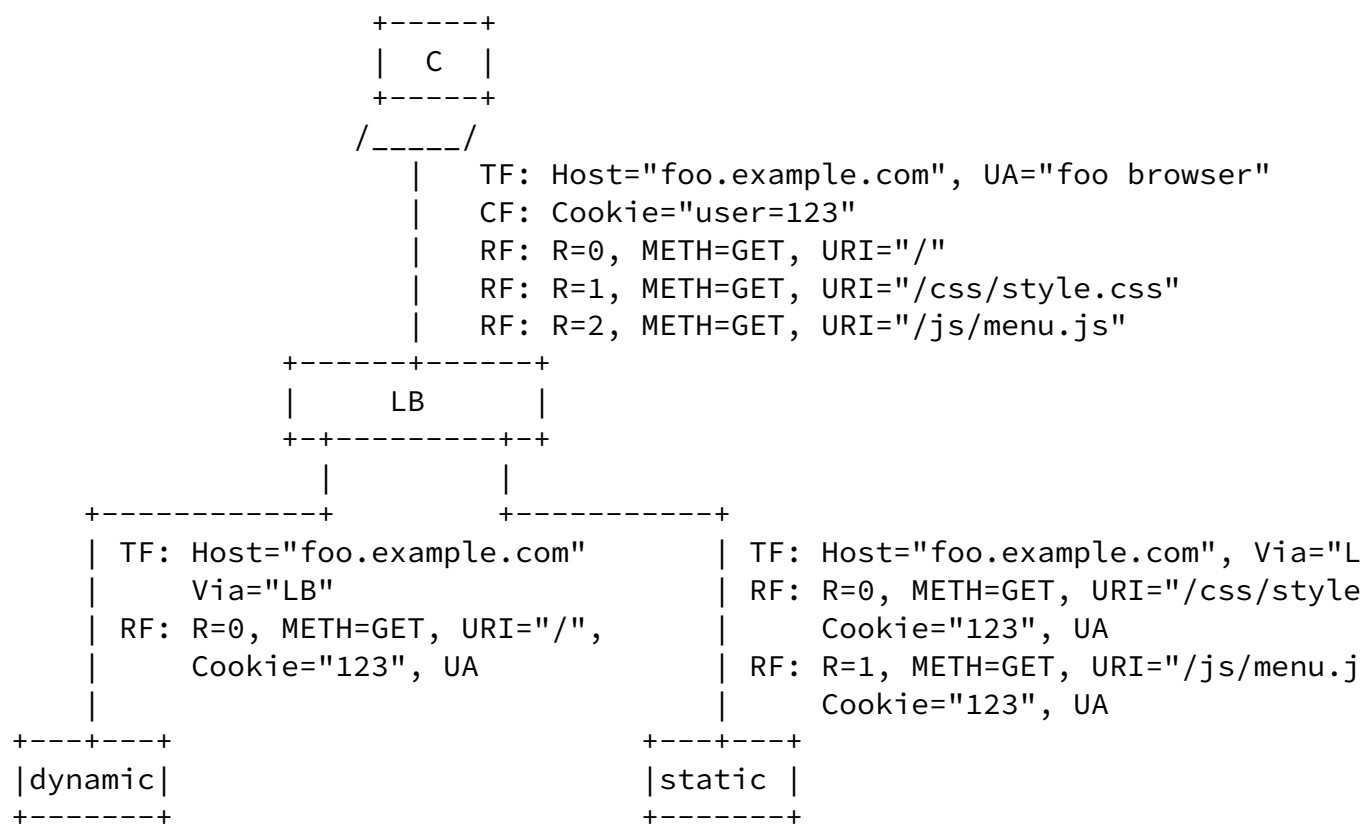 C
TF: Host="foo.example.com", UA="foo browser"
CF: Cookie="user=123"
RF: R=0, METH=GET, URI="/"
RF: R=1, METH=GET, URI="/css/style.css"
RF: R=2, METH=GET, URI="/js/menu.js"
LB
TF: Host="foo.example.com"
Via="LB"
RF: R=0, METH=GET, URI="/",
Cookie="123", UA
TF: Host="foo.example.com", Via="L
RF: R=0, METH=GET, URI="/css/style
Cookie="123", UA
RF: R=1, METH=GET, URI="/js/menu.j
Cookie="123", UA
dynamic
static